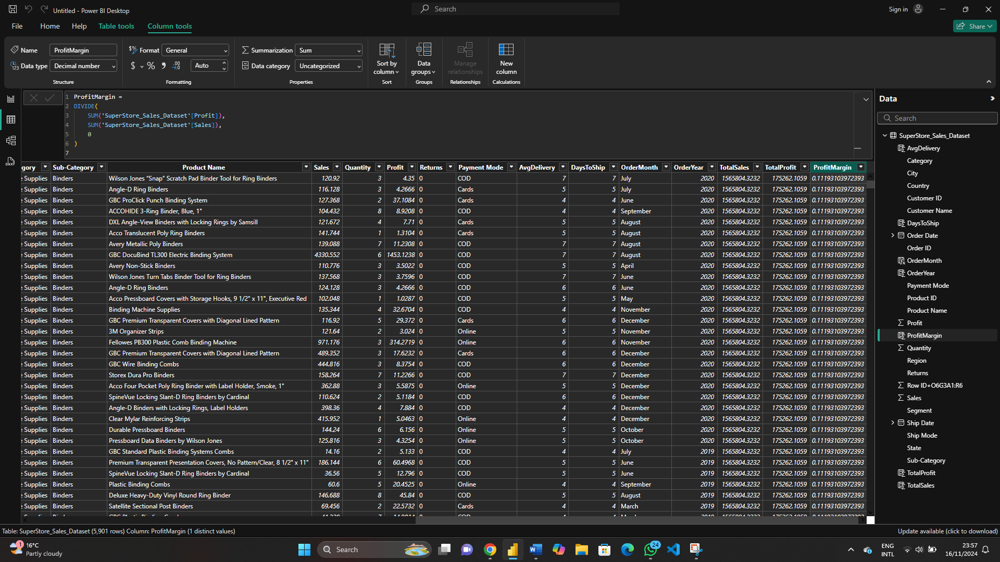 Untitled - Power BI Desktop
Search
Sign in
File Home Help Table tools Column tools
Share
Name ProfitMargin
Format General
Summarization Sum
Data type Decimal number
$ % Auto
Data category Uncategorized
Sort by column
Data groups
Manage relationships
New column
Structure Formatting Properties Sort Groups Relationships Calculations
1 ProfitMargin =
2 DIVIDE(
3 SUM('SuperStore_Sales_Dataset'[Profit]),
4 SUM('SuperStore_Sales_Dataset'[Sales]),
5 0
6 )
7
gory Sub-Category Product Name Sales Quantity Profit Returns Payment Mode AvgDelivery DaysToShip OrderMonth OrderYear TotalSales TotalProfit ProfitMargin
e Supplies Binders Wilson Jones “Snap” Scratch Pad Binder Tool for Ring Binders 120.92 3 4.35 0 COD 7 7 July 2020 1565804.3232 175262.1059 0.11193103972393
e Supplies Binders Angle-D Ring Binders 116.128 3 4.2666 0 Cards 5 5 July 2020 1565804.3232 175262.1059 0.11193103972393
e Supplies Binders GBC ProClick Punch Binding System 127.368 2 37.1084 0 Cards 4 4 June 2020 1565804.3232 175262.1059 0.11193103972393
e Supplies Binders ACCOHIDE 3-Ring Binder, Blue, 1" 104.432 8 8.9208 0 COD 4 4 September 2020 1565804.3232 175262.1059 0.11193103972393
e Supplies Binders DXL Angle-View Binders with Locking Rings by Samsill 121.672 4 7.71 0 Cards 5 5 August 2020 1565804.3232 175262.1059 0.11193103972393
e Supplies Binders Acco Translucent Poly Ring Binders 141.744 1 1.3104 0 Cards 5 5 August 2020 1565804.3232 175262.1059 0.11193103972393
e Supplies Binders Avery Metallic Poly Binders 139.088 7 11.2308 0 COD 7 7 August 2020 1565804.3232 175262.1059 0.11193103972393
e Supplies Binders GBC DocuBind TL300 Electric Binding System 4330.552 6 1453.1238 0 COD 7 7 August 2020 1565804.3232 175262.1059 0.11193103972393
e Supplies Binders Avery Non-Stick Binders 110.776 3 3.5022 0 COD 5 5 April 2020 1565804.3232 175262.1059 0.11193103972393
e Supplies Binders Wilson Jones Turn Tabs Binder Tool for Ring Binders 137.568 3 3.7596 0 COD 7 7 June 2020 1565804.3232 175262.1059 0.11193103972393
e Supplies Binders Angle-D Ring Binders 124.128 3 4.2666 0 COD 6 6 June 2020 1565804.3232 175262.1059 0.11193103972393
e Supplies Binders Acco Pressboard Covers with Storage Hooks, 9 1/2" x 11", Executive Red 102.048 1 1.0287 0 COD 5 5 May 2020 1565804.3232 175262.1059 0.11193103972393
e Supplies Binders Binding Machine Supplies 135.344 4 32.6704 0 COD 4 4 November 2020 1565804.3232 175262.1059 0.11193103972393
e Supplies Binders GBC Premium Transparent Covers with Diagonal Lined Pattern 116.92 5 29.372 0 Cards 6 6 December 2020 1565804.3232 175262.1059 0.11193103972393
e Supplies Binders 3M Organizer Strips 121.64 2 3.024 0 Online 5 5 November 2020 1565804.3232 175262.1059 0.11193103972393
e Supplies Binders Fellowes PB300 Plastic Comb Binding Machine 971.176 3 314.2719 0 Online 6 6 November 2020 1565804.3232 175262.1059 0.11193103972393
e Supplies Binders GBC Premium Transparent Covers with Diagonal Lined Pattern 489.352 3 17.6232 0 Cards 6 6 December 2020 1565804.3232 175262.1059 0.11193103972393
e Supplies Binders GBC Wire Binding Combs 444.816 3 8.3754 0 COD 6 6 December 2020 1565804.3232 175262.1059 0.11193103972393
e Supplies Binders Storex Dura Pro Binders 158.264 7 11.2266 0 COD 7 7 December 2020 1565804.3232 175262.1059 0.11193103972393
e Supplies Binders Acco Four Pocket Poly Ring Binder with Label Holder, Smoke, 1" 362.88 3 5.5875 0 Online 5 5 December 2020 1565804.3232 175262.1059 0.11193103972393
e Supplies Binders SpineVue Locking Slant-D Ring Binders by Cardinal 110.624 2 5.1184 0 COD 6 6 December 2020 1565804.3232 175262.1059 0.11193103972393
e Supplies Binders Angle-D Binders with Locking Rings, Label Holders 398.36 4 7.884 0 COD 4 4 December 2020 1565804.3232 175262.1059 0.11193103972393
e Supplies Binders Clear Mylar Reinforcing Strips 415.952 1 5.0463 0 Online 4 4 December 2020 1565804.3232 175262.1059 0.11193103972393
e Supplies Binders Durable Pressboard Binders 144.24 6 6.156 0 Online 5 5 October 2020 1565804.3232 175262.1059 0.11193103972393
e Supplies Binders Pressboard Data Binders by Wilson Jones 125.816 3 4.3254 0 Online 5 5 October 2020 1565804.3232 175262.1059 0.11193103972393
e Supplies Binders GBC Standard Plastic Binding Systems Combs 14.16 2 5.133 0 COD 4 4 July 2019 1565804.3232 175262.1059 0.11193103972393
e Supplies Binders Premium Transparent Presentation Covers, No Pattern/Clear, 8 1/2" x 11" 186.144 6 60.4968 0 COD 5 5 June 2019 1565804.3232 175262.1059 0.11193103972393
e Supplies Binders SpineVue Locking Slant-D Ring Binders by Cardinal 36.56 5 12.796 0 COD 5 5 June 2019 1565804.3232 175262.1059 0.11193103972393
e Supplies Binders Plastic Binding Combs 60.6 5 20.4525 0 Online 4 4 September 2019 1565804.3232 175262.1059 0.11193103972393
e Supplies Binders Deluxe Heavy-Duty Vinyl Round Ring Binder 146.688 8 45.84 0 COD 5 5 August 2019 1565804.3232 175262.1059 0.11193103972393
e Supplies Binders Satellite Sectional Post Binders 69.456 2 22.5732 0 Cards 4 4 March 2019 1565804.3232 175262.1059 0.11193103972393
Data
Search
SuperStore_Sales_Dataset
AvgDelivery
Category
City
Country
Customer ID
Customer Name
DaysToShip
Order Date
Order ID
OrderMonth
OrderYear
Payment Mode
Product ID
Product Name
Profit
ProfitMargin
Quantity
Region
Returns
Row ID+O6G3A1:R6
Sales
Segment
Ship Date
Ship Mode
State
Sub-Category
TotalProfit
TotalSales
Table: SuperStore_Sales_Dataset (5,901 rows) Column: ProfitMargin (1 distinct values)
Update available (click to download)
1
16°C
Partly cloudy
Search
24
ENG
INTL
23:57
16/11/2024